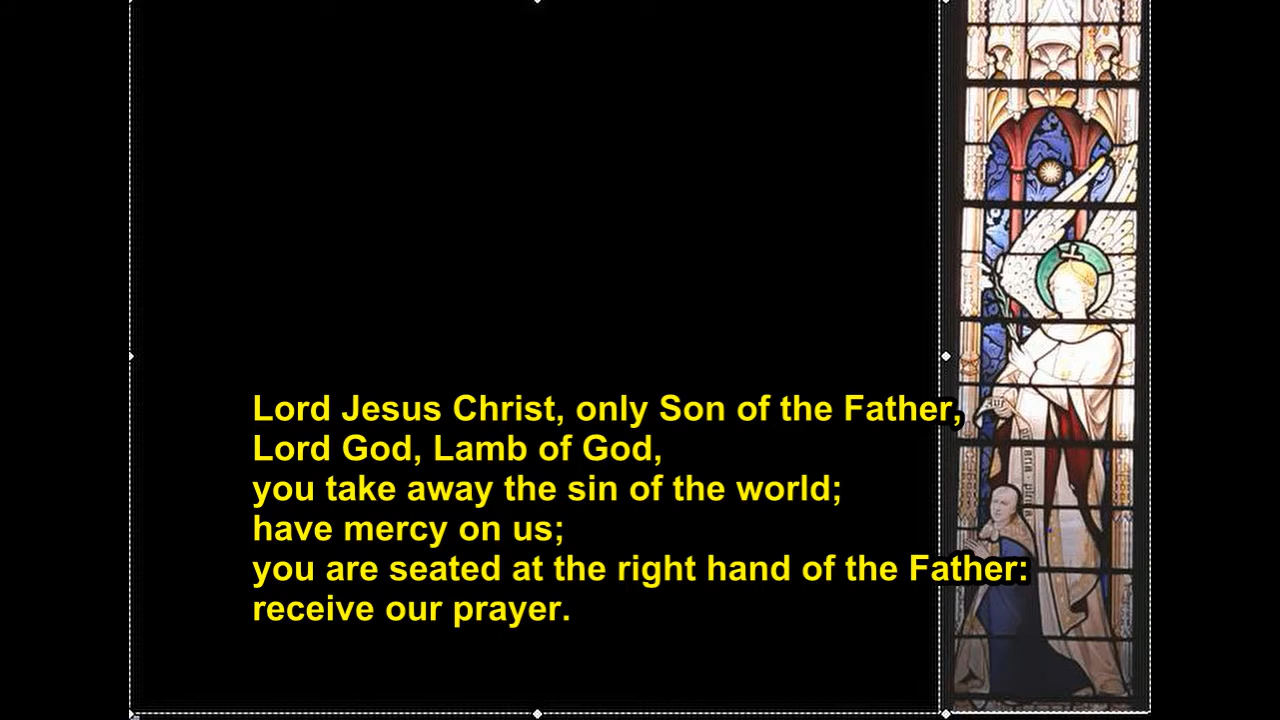 Lord Jesus Christ, only Son of the Father,
Lord God, Lamb of God,
you take away the sin of the world;
have mercy on us;
you are seated at the right hand of the Father:
receive our prayer.